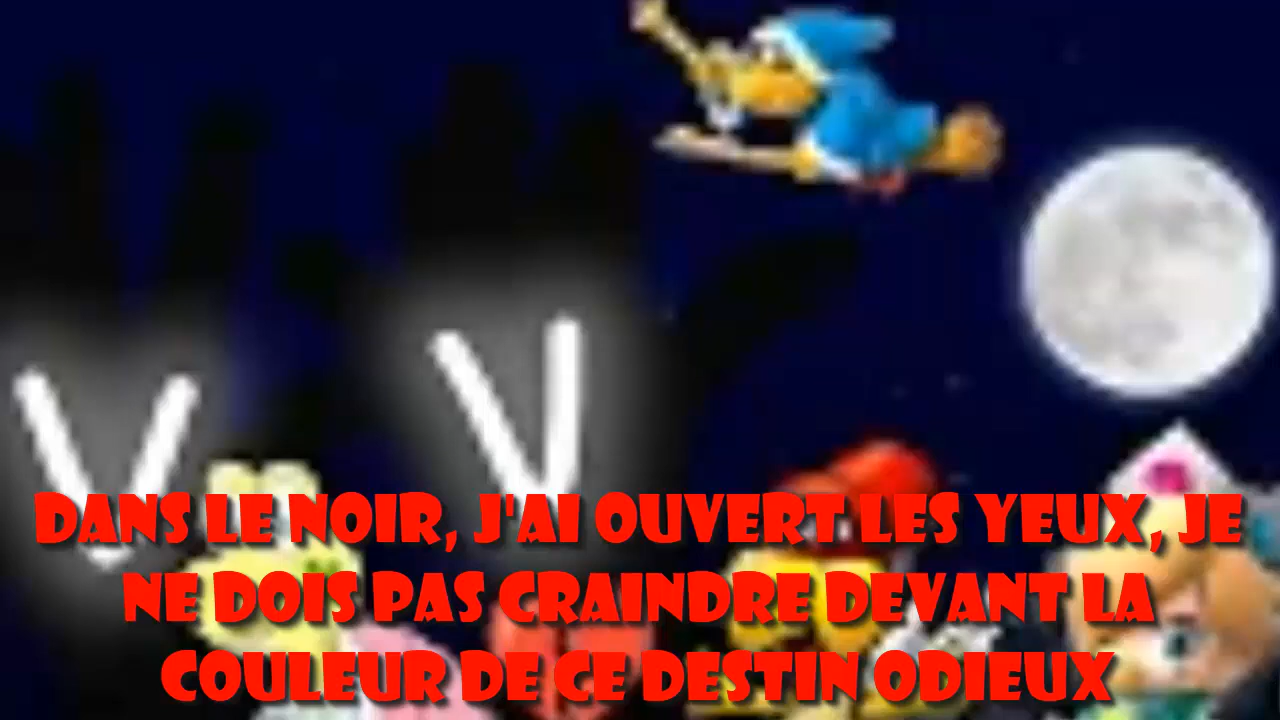 DANS LE NOIR, J'AI OUVERT LES YEUX, JE
NE DOIS PAS CRAINDRE DEVANT LA
COULEUR DE CE DESTIN ODIEUX